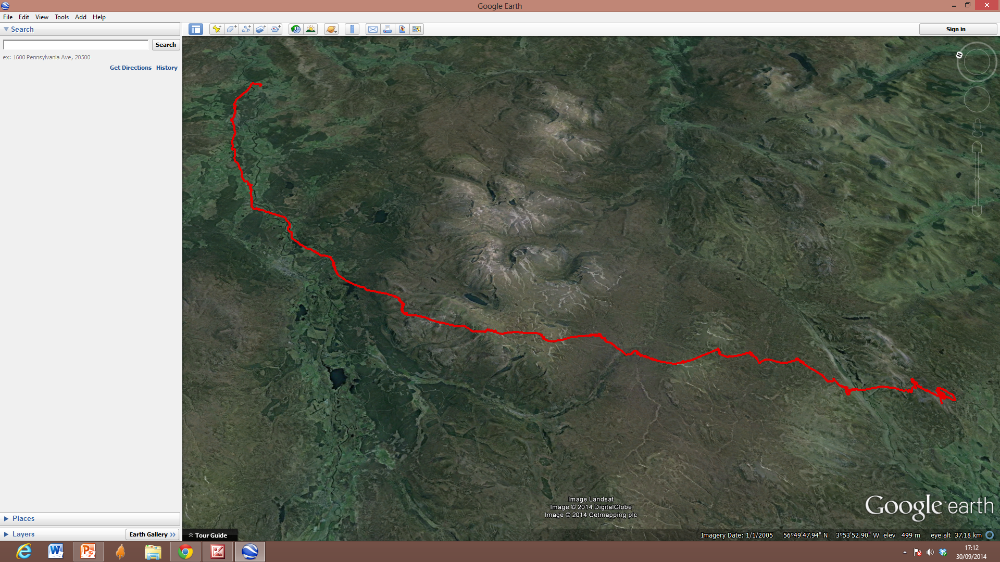 Google Earth
File Edit View Tools Add Help
Search
Search
ex: 1600 Pennsylvania Ave, 20500
Get Directions History
Sign in
N
Image Landsat
Image © 2014 DigitalGlobe
Image © 2014 Getmapping plc
Google earth
Places
Layers
Earth Gallery »
Tour Guide
Imagery Date: 1/1/2005 56°49'47.94" N 3°53'52.90" W elev 499 m eye alt 37.18 km
17:12
30/09/2014